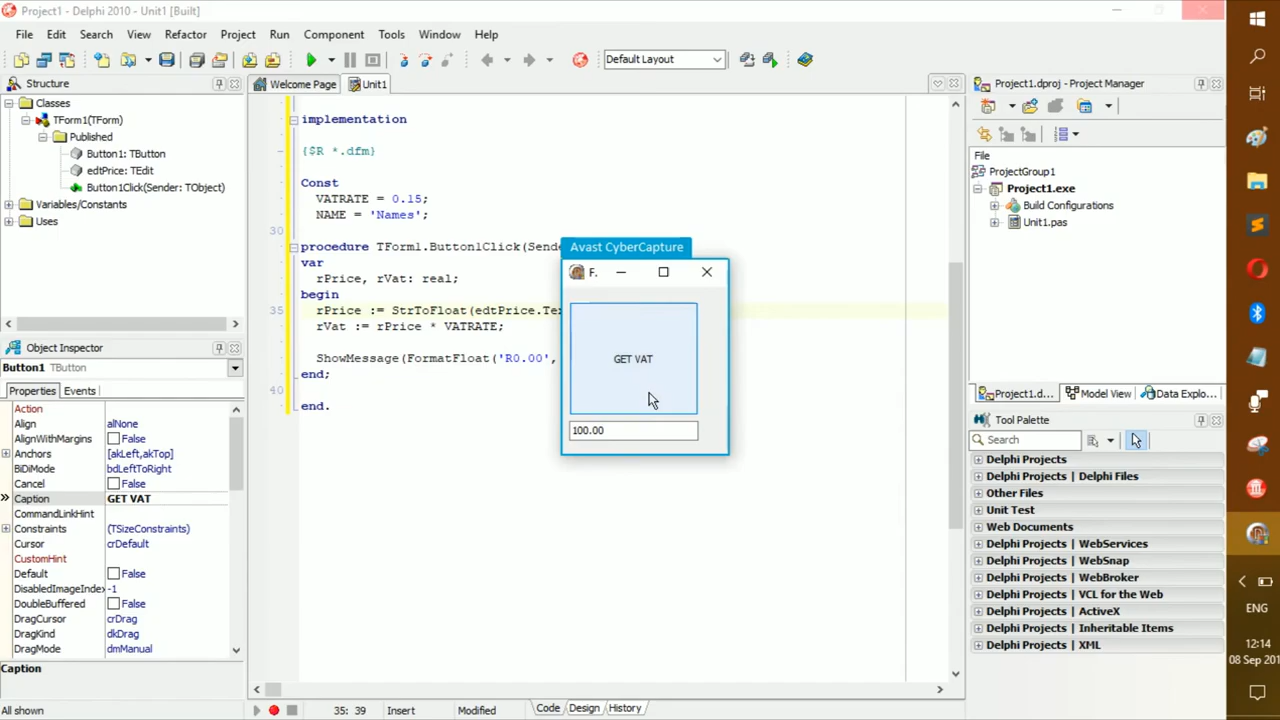 Project1 - Delphi 2010 - Unit1 [Built]
File Edit Search View Refactor Project Run Component Tools Window Help
Default Layout
Structure
Classes
TForm1(TForm)
Published
Button1: TButton
edtPrice: TEdit
Button1Click(Sender: TObject)
Variables/Constants
Uses
Object Inspector
Button1 TButton
Properties Events
Action
Align alNone
AlignWithMargins False
Anchors [akLeft,akTop]
BiDiMode bdLeftToRight
Cancel False
Caption GET VAT
CommandLinkHint
Constraints (TSizeConstraints)
Cursor crDefault
CustomHint
Default False
DisabledImageIndex -1
DoubleBuffered False
DragCursor crDrag
DragKind dkDrag
DragMode dmManual
Caption
All shown
Welcome Page Unit1
implementation
{$R *.dfm}
Const
VATRATE = 0.15;
NAME = 'Names';
30
procedure TForm1.Button1Click(Send
var
rPrice, rVat: real;
begin
35 rPrice := StrToFloat(edtPrice.Te
rVat := rPrice * VATRATE;
ShowMessage(FormatFloat('R0.00',
end;
40
end.
35: 39 Insert Modified Code Design History
Avast CyberCapture
F.
GET VAT
100.00
Project1.dproj - Project Manager
File
ProjectGroup1
Project1.exe
Build Configurations
Unit1.pas
Project1.d... Model View Data Explo...
Tool Palette
Search
Delphi Projects
Delphi Projects | Delphi Files
Other Files
Unit Test
Web Documents
Delphi Projects | WebServices
Delphi Projects | WebSnap
Delphi Projects | WebBroker
VCL for the Web
Delphi Projects | ActiveX
Delphi Projects | Inheritable Items
Delphi Projects | XML
ENG
12:14
08 Sep 201